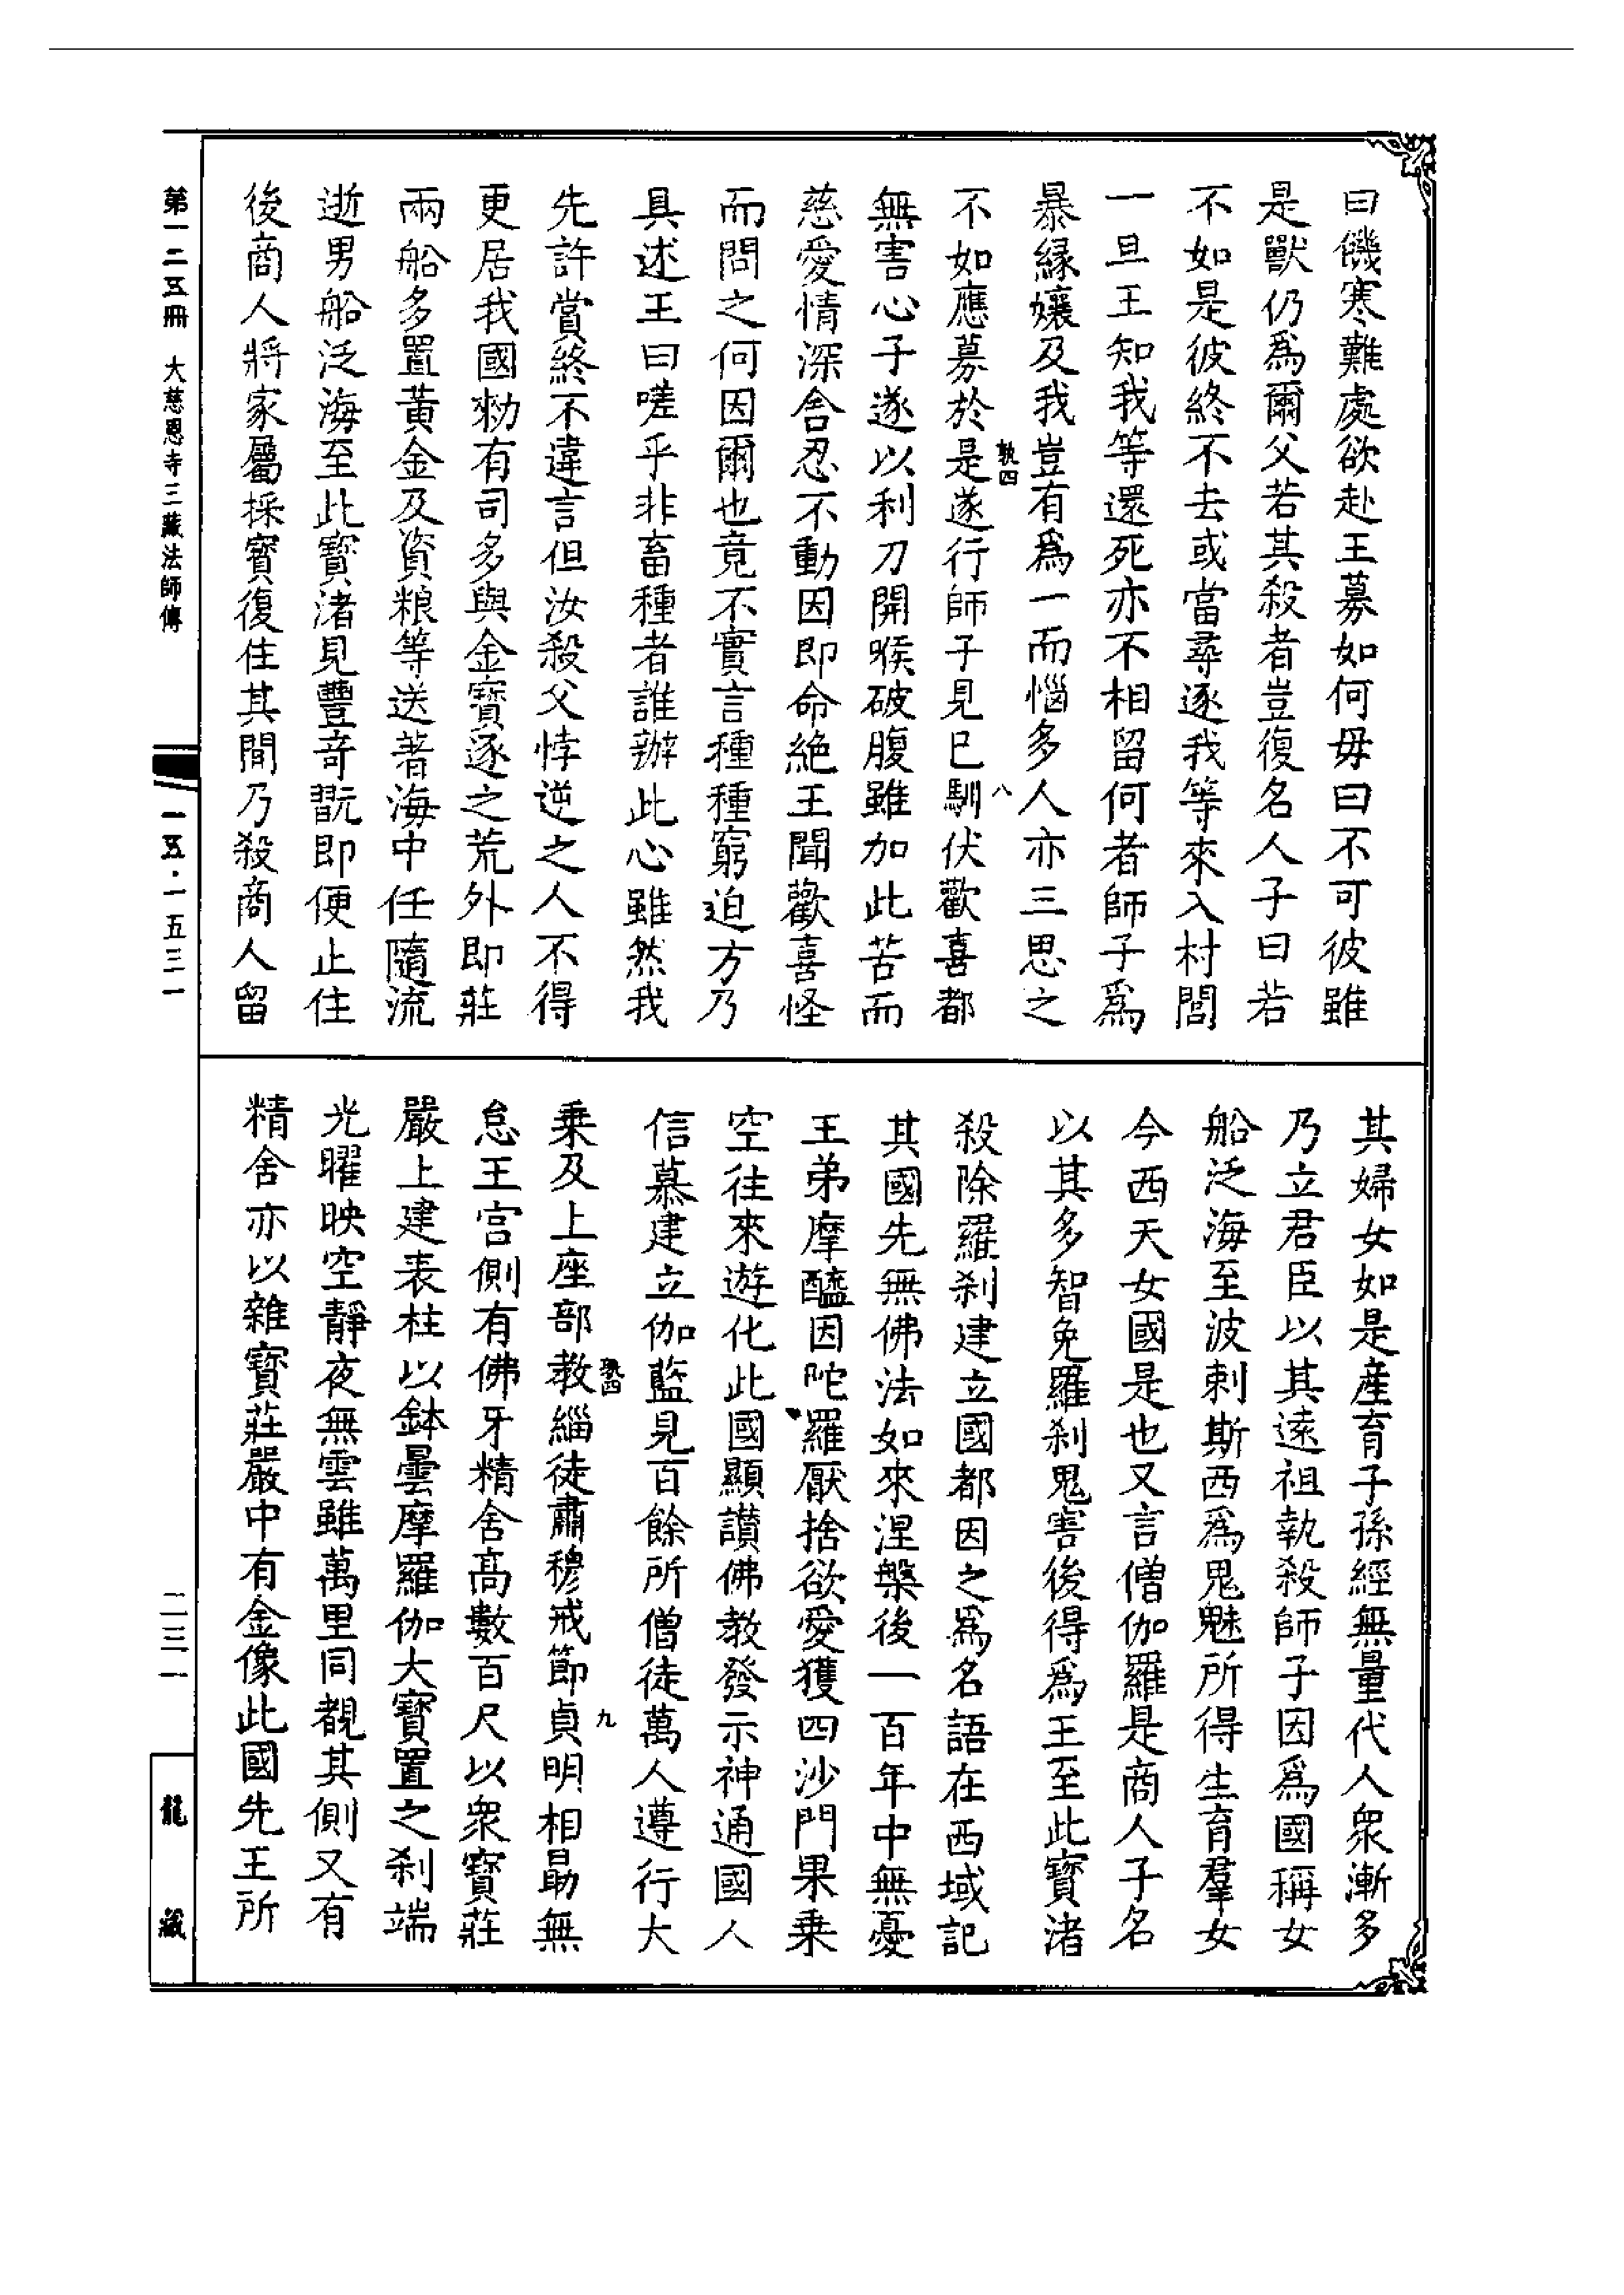 曰饑寒難處欲赴王募如何毋曰不可彼雖
是獸仍爲爾父若其殺者豈復名人子曰若
不如是彼終不去或當尋逐我等來入村閭
一旦王知我等還死亦不相留何者師子爲
暴緣孃及我豈有爲一而惱多人亦三思之
不如應募於是遂行師子見已馴伏歡喜都
孰四
八
無害心子遂以利刀開喉破腹雖加此苦而
慈愛情深含忍不動因即命絶王聞歡喜怪
而問之何因爾也竟不實言種種窮迫方乃
具述王曰嗟乎非畜種者誰辦此心雖然我
先許賞終不違言但汝殺父悖逆之人不得
更居我國勑有司多與金寶逐之荒外即莊
兩船多置黃金及資粮等送著海中任隨流
逝男船泛海至此寶渚見豐奇翫即便止住
後商人將家屬採寳復住其間乃殺商人留
其婦女如是産育子孫經無量代人衆漸多
乃立君臣以其遠祖執殺師子因爲國稱女
船泛海至波剌斯西爲鬼魅所得生育羣女
今西天女國是也又言僧伽羅是商人子名
以其多智免羅刹鬼害後得爲王至此寶渚
殺除羅刹建立國都因之爲名語在西域記
其國先無佛法如來涅槃後一百年中無憂
王弟摩醯因陀羅厭捨欲愛獲四沙門果乘
空往來遊化此國顯讃佛教發示神通國人
信慕建立伽藍見百餘所僧徒萬人遵行大
乘及上座部教緇徒肅穆戒節貞明相勗無
孰四
九
怠王宮側有佛牙精舍高數百尺以衆寶莊
嚴上建表柱以鉢曇摩羅伽大寶置之刹端
光曜映空靜夜無雲雖萬里同覩其側又有
精舍亦以雜寶莊嚴中有金像此國先王所
第一二五冊 大慈恩寺三藏法師傳
一五·一五三一
二三一
龍藏